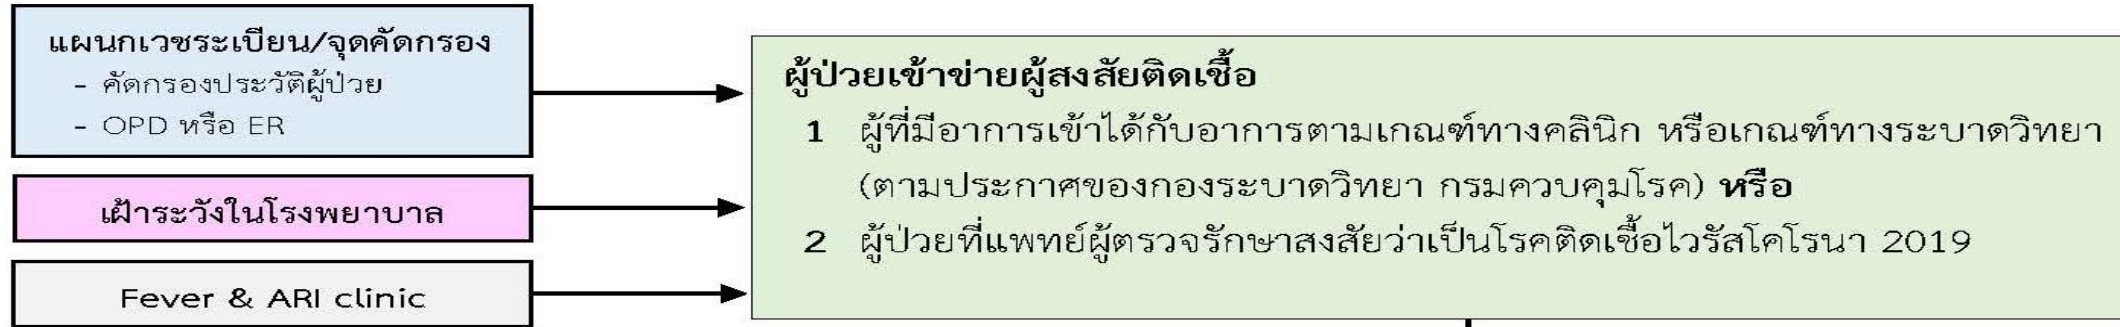 แผนกเวชระเบียน/จุดคัดกรอง
- คัดกรองประวัติผู้ป่วย
- OPD หรือ ER
เฝ้าระวังในโรงพยาบาล
Fever & ARI clinic
ผู้ป่วยเข้าข่ายผู้สงสัยติดเชื้อ
1 ผู้ที่มีอาการเข้าได้กับอาการตามเกณฑ์ทางคลินิก หรือเกณฑ์ทางระบาดวิทยา
(ตามประกาศของกองระบาดวิทยา กรมควบคุมโรค) หรือ
2 ผู้ป่วยที่แพทย์ผู้ตรวจรักษาสงสัยว่าเป็นโรคติดเชื้อไวรัสโคโรนา 2019